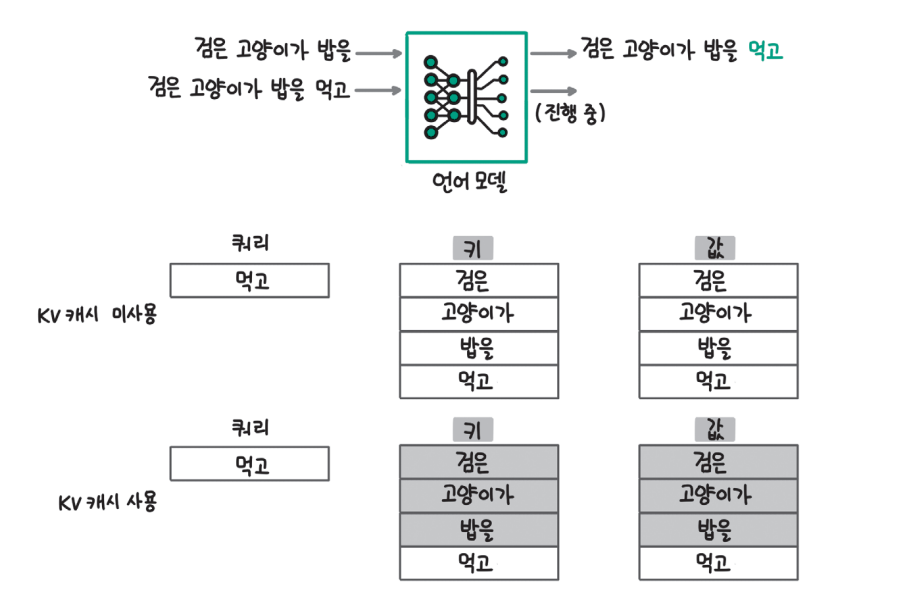 검은 고양이가 밥을
검은 고양이가 밥을 먹고
검은 고양이가 밥을 먹고
(진행 중)
언어 모델
쿼리
키
값
먹고
검은
검은
KV 캐시 미사용
고양이가
고양이가
밥을
밥을
먹고
먹고
쿼리
키
값
먹고
검은
검은
KV 캐시 사용
고양이가
고양이가
밥을
밥을
먹고
먹고